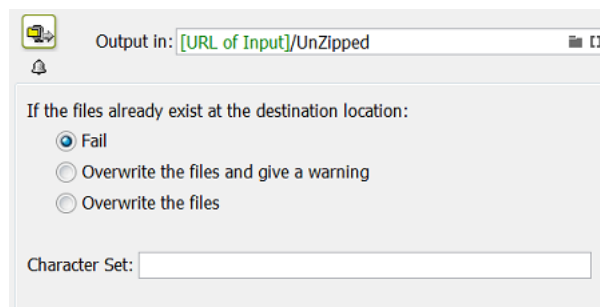 Output in: [URL of Input]/UnZipped
If the files already exist at the destination location:
Fail
Overwrite the files and give a warning
Overwrite the files
Character Set: